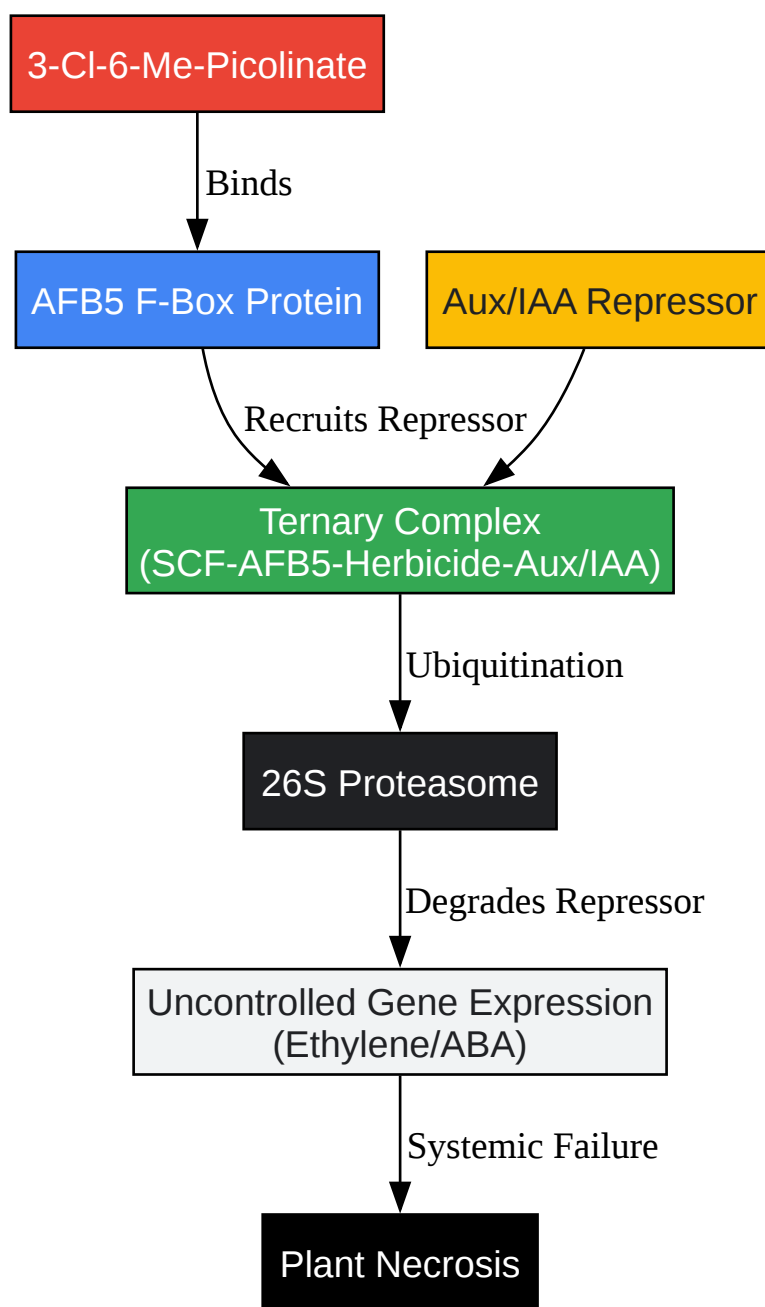 3-Cl-6-Me-Picolinate
Binds
AFB5 F-Box Protein
Aux/IAA Repressor
Recruits Repressor
Ternary Complex
(SCF-AFB5-Herbicide-Aux/IAA)
Ubiquitination
26S Proteasome
Degrades Repressor
Uncontrolled Gene Expression
(Ethylene/ABA)
Systemic Failure
Plant Necrosis